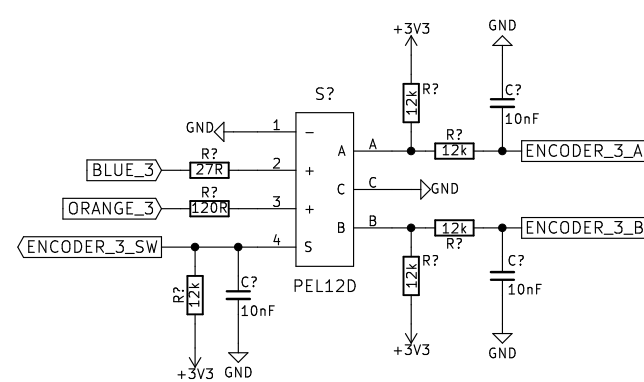 +3V3
GND
R?
12k
C?
10nF
S?
GND
1
−
A
A
R?
12k
ENCODER_3_A
BLUE_3
R?
27R
2
+
ORANGE_3
R?
120R
3
+
C
C
GND
ENCODER_3_SW
4
S
B
B
12k
R?
ENCODER_3_B
R?
12k
C?
10nF
PEL12D
R?
12k
C?
10nF
+3V3
GND
+3V3
GND